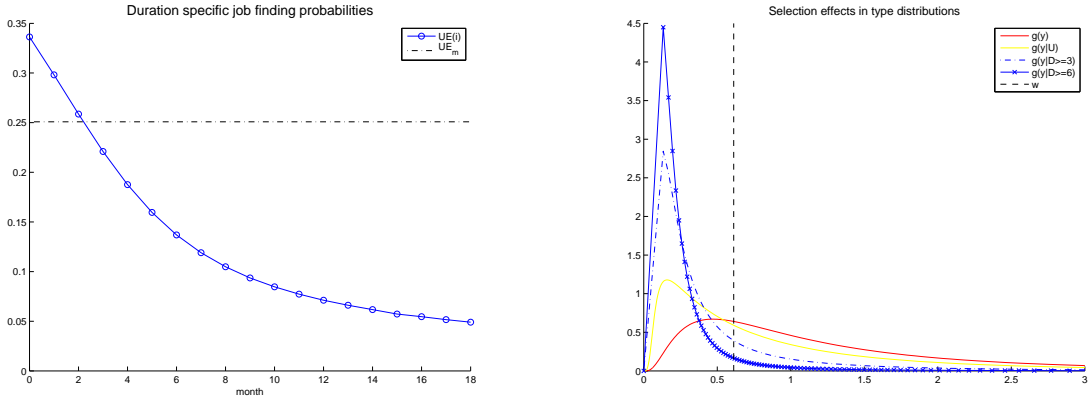 Duration specific job finding probabilities
0.35
0.3
0.25
0.2
0.15
0.1
0.05
0
0 2 4 6 8 10 12 14 16 18
month
UE(i)
UE_m
Selection effects in type distributions
4.5
4
3.5
3
2.5
2
1.5
1
0.5
0
0 0.5 1 1.5 2 2.5 3
g(y)
g(y|U)
g(y|D>=3)
g(y|D>=6)
w